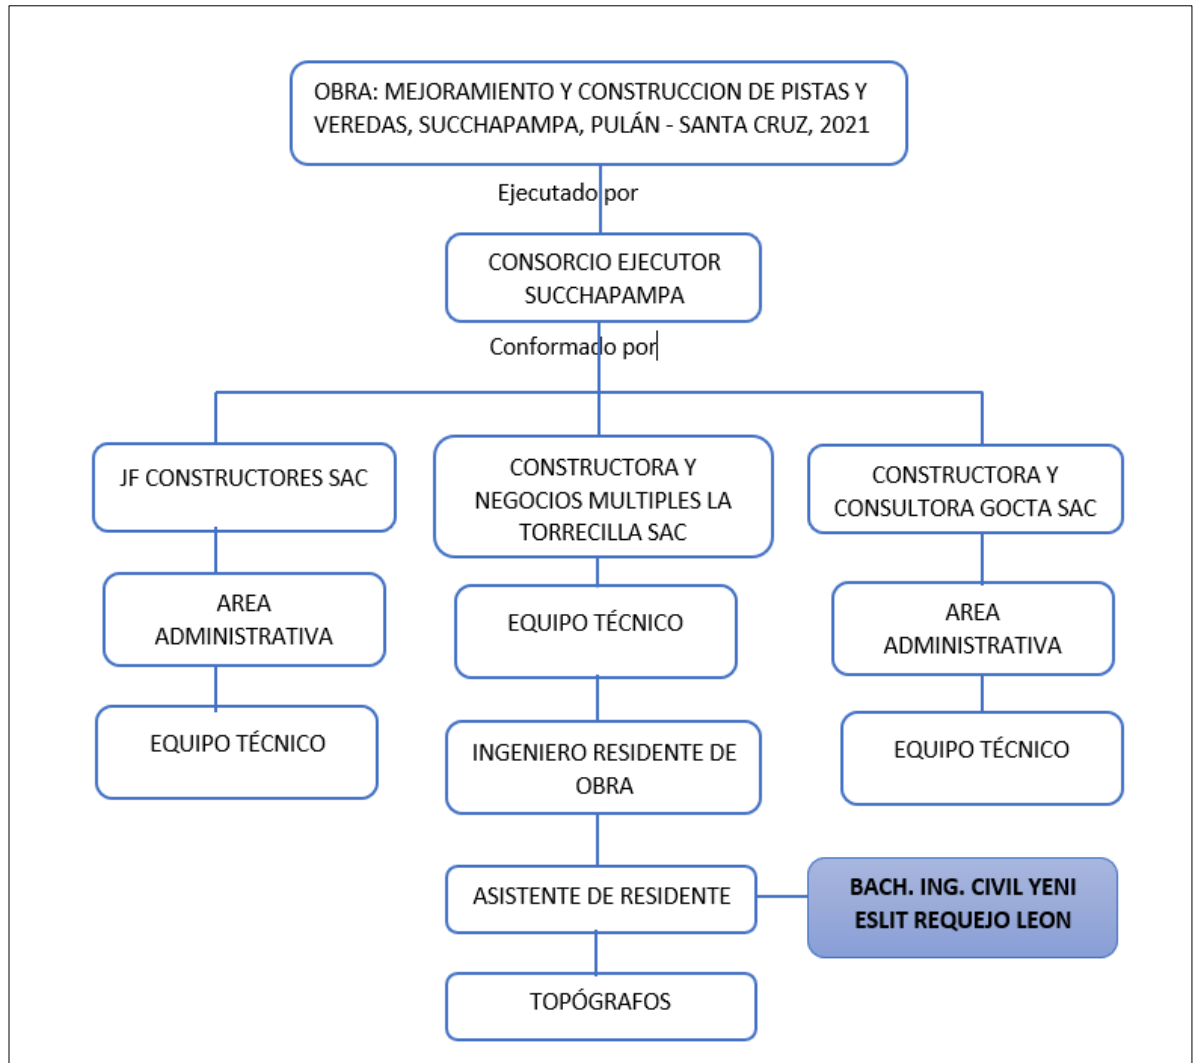 OBRA: MEJORAMIENTO Y CONSTRUCCION DE PISTAS Y
VEREDAS, SUCCHAPAMPA, PULÁN - SANTA CRUZ, 2021
Ejecutado por
CONSORCIO EJECUTOR
SUCCHAPAMPA
Conformado por
JF CONSTRUCTORES SAC
CONSTRUCTORA Y
NEGOCIOS MULTIPLES LA
TORRECILLA SAC
CONSTRUCTORA Y
CONSULTORA GOCTA SAC
AREA
ADMINISTRATIVA
EQUIPO TÉCNICO
AREA
ADMINISTRATIVA
EQUIPO TÉCNICO
INGENIERO RESIDENTE DE
OBRA
EQUIPO TÉCNICO
ASISTENTE DE RESIDENTE
BACH. ING. CIVIL YENI
ESLIT REQUEJO LEON
TOPÓGRAFOS